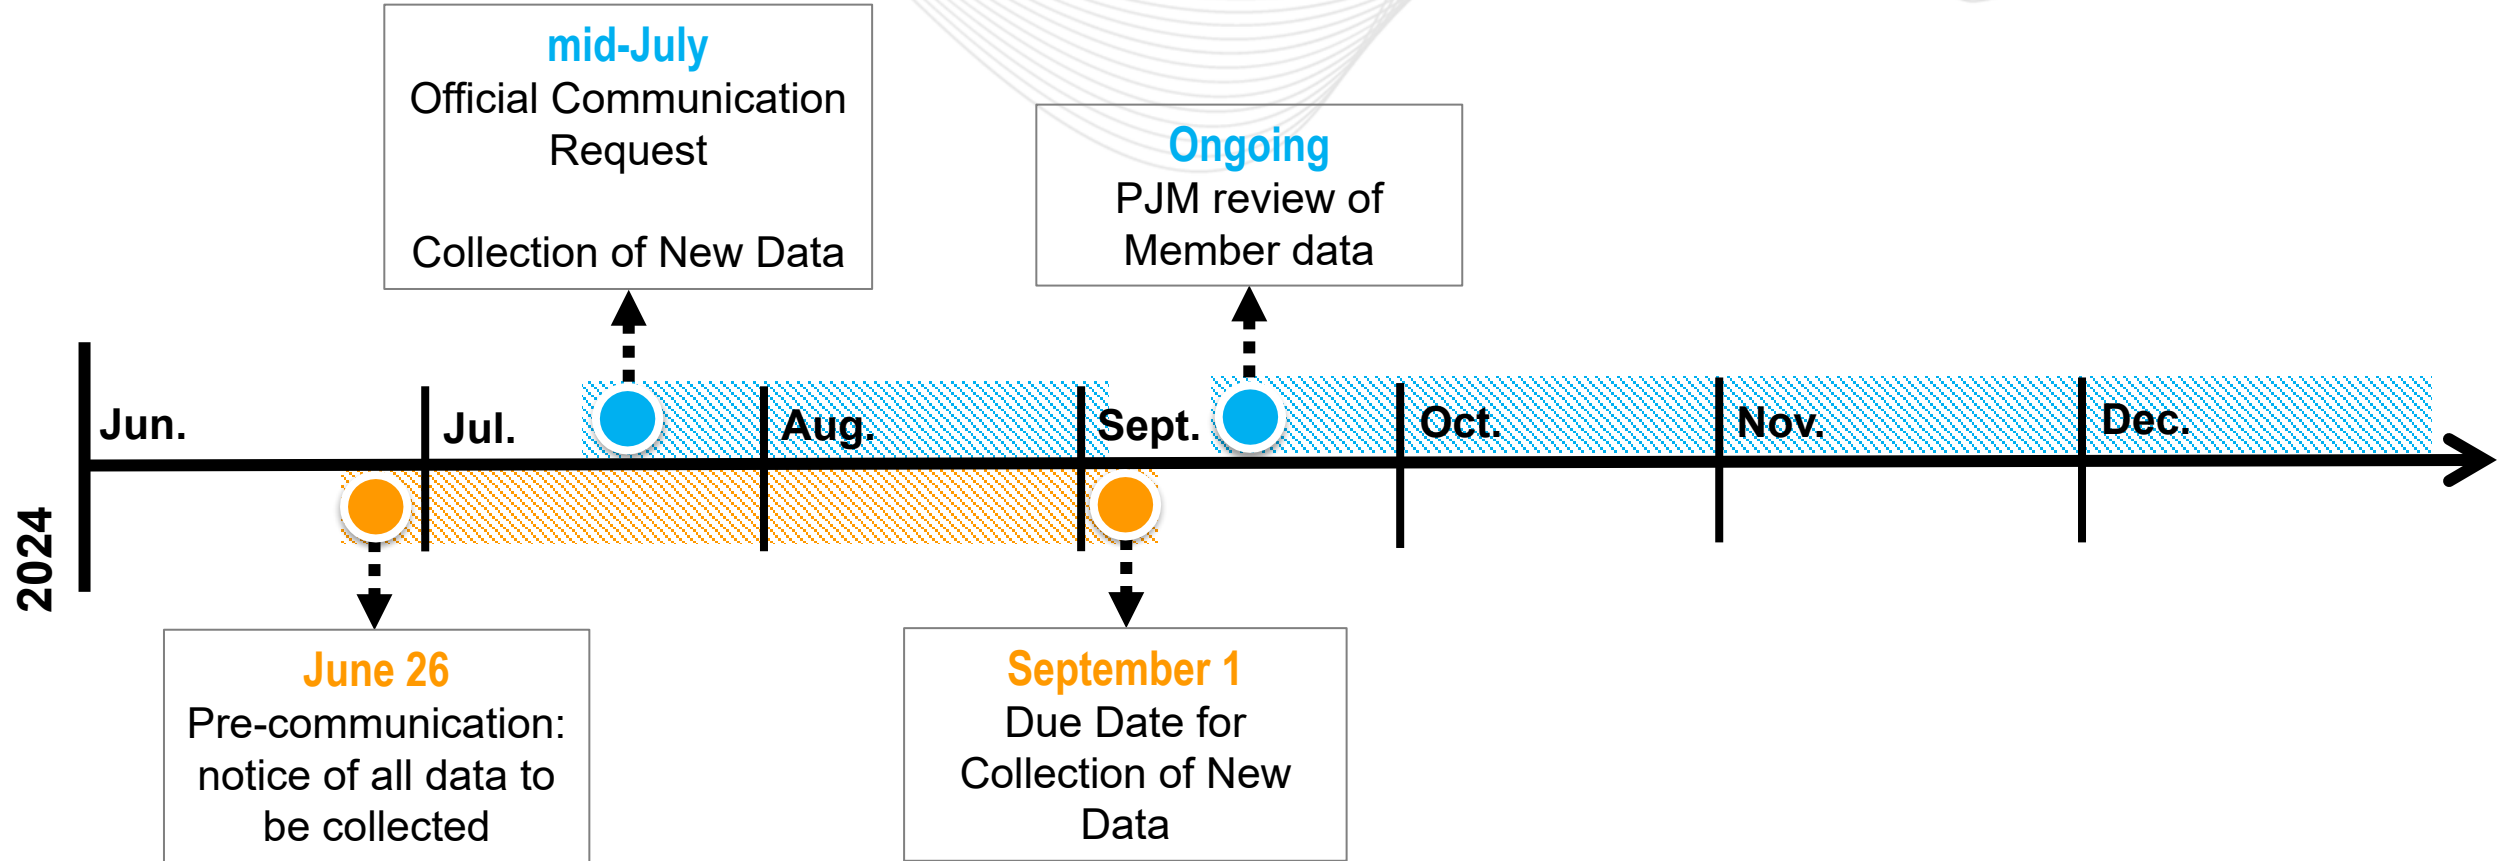 mid-July
Official Communication
Request
Collection of New Data
Ongoing
PJM review of
Member data
Jun.
Jul.
Aug.
Sept.
Oct.
Nov.
Dec.
2024
June 26
Pre-communication:
notice of all data to
be collected
September 1
Due Date for
Collection of New
Data